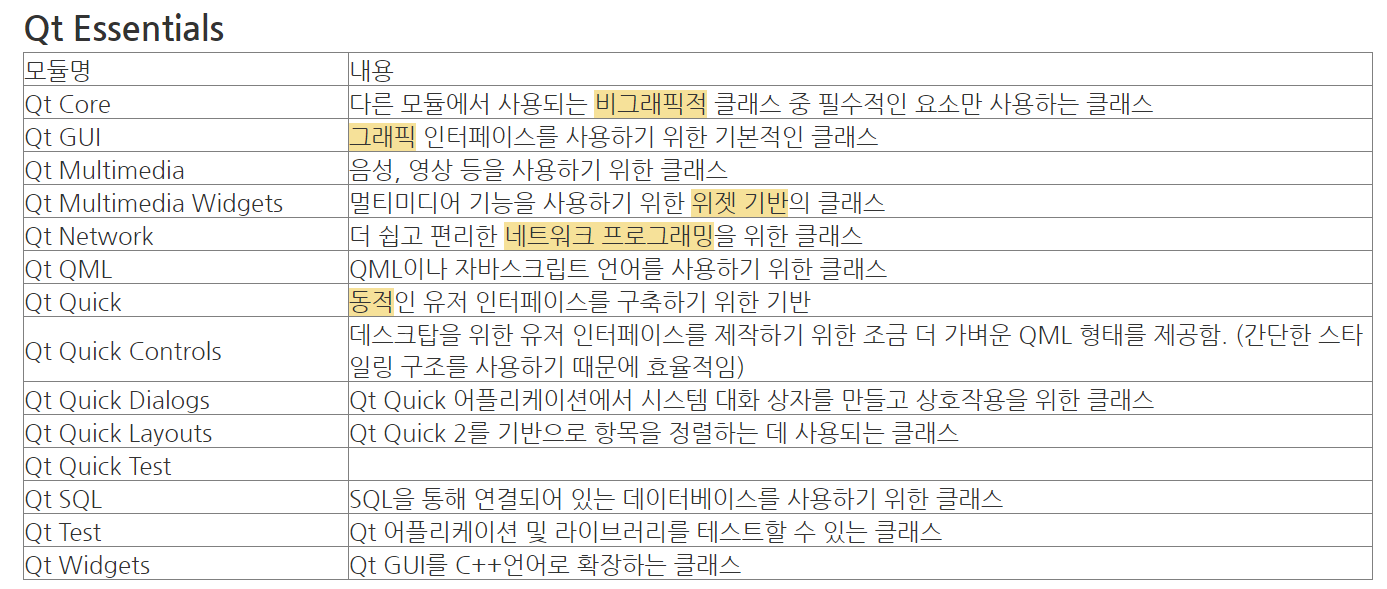 Qt Essentials
모듈명 내용
Qt Core 다른 모듈에서 사용되는 비그래픽적 클래스 중 필수적인 요소만 사용하는 클래스
Qt GUI 그래픽 인터페이스를 사용하기 위한 기본적인 클래스
Qt Multimedia 음성, 영상 등을 사용하기 위한 클래스
Qt Multimedia Widgets 멀티미디어 기능을 사용하기 위한 위젯 기반의 클래스
Qt Network 더 쉽고 편리한 네트워크 프로그래밍을 위한 클래스
Qt QML QML이나 자바스크립트 언어를 사용하기 위한 클래스
Qt Quick 동적인 유저 인터페이스를 구축하기 위한 기반
Qt Quick Controls 데스크탑을 위한 유저 인터페이스를 제작하기 위한 조금 더 가벼운 QML 형태를 제공함. (간단한 스타
일링 구조를 사용하기 때문에 효율적임)
Qt Quick Dialogs Qt Quick 어플리케이션에서 시스템 대화 상자를 만들고 상호작용을 위한 클래스
Qt Quick Layouts Qt Quick 2를 기반으로 항목을 정렬하는 데 사용되는 클래스
Qt Quick Test
Qt SQL SQL을 통해 연결되어 있는 데이터베이스를 사용하기 위한 클래스
Qt Test Qt 어플리케이션 및 라이브러리를 테스트할 수 있는 클래스
Qt Widgets Qt GUI를 C++언어로 확장하는 클래스